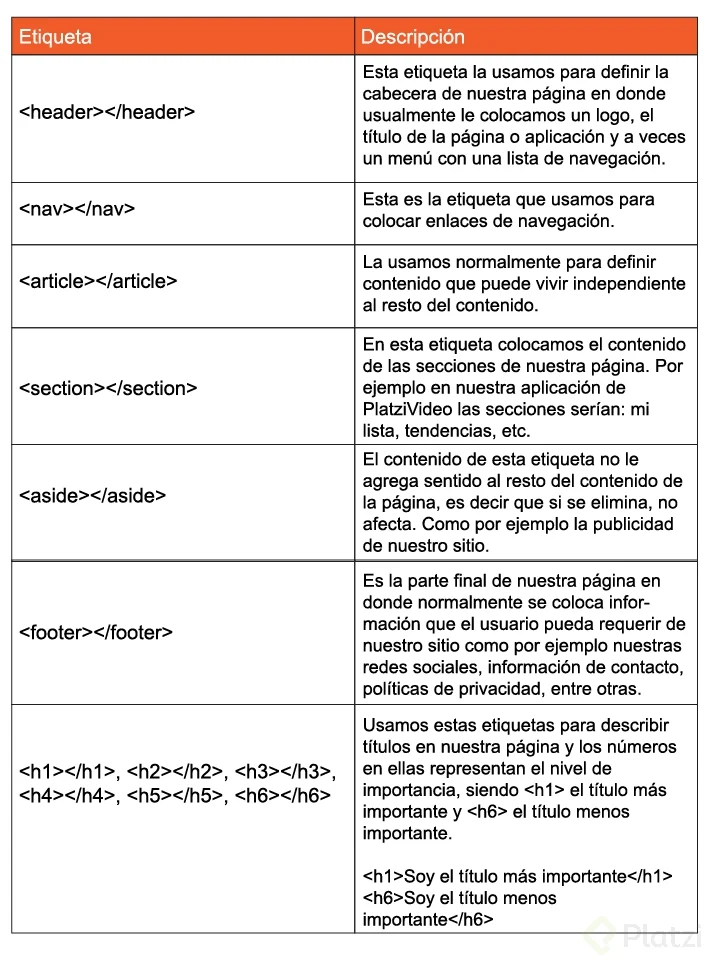 Etiqueta
Descripción
<header></header>
Esta etiqueta la usamos para definir la
cabecera de nuestra página en donde
usualmente le colocamos un logo, el
título de la página o aplicación y a veces
un menú con una lista de navegación.
<nav></nav>
Esta es la etiqueta que usamos para
colocar enlaces de navegación.
<article></article>
La usamos normalmente para definir
contenido que puede vivir independiente
al resto del contenido.
<section></section>
En esta etiqueta colocamos el contenido
de las secciones de nuestra página. Por
ejemplo en nuestra aplicación de
PlatziVideo las secciones serían: mi
lista, tendencias, etc.
<aside></aside>
El contenido de esta etiqueta no le
agrega sentido al resto del contenido de
la página, es decir que si se elimina, no
afecta. Como por ejemplo la publicidad
de nuestro sitio.
<footer></footer>
Es la parte final de nuestra página en
donde normalmente se coloca infor-
mación que el usuario pueda requerir de
nuestro sitio como por ejemplo nuestras
redes sociales, información de contacto,
políticas de privacidad, entre otras.
<h1></h1>, <h2></h2>, <h3></h3>,
<h4></h4>, <h5></h5>, <h6></h6>
Usamos estas etiquetas para describir
títulos en nuestra página y los números
en ellas representan el nivel de
importancia, siendo <h1> el título más
importante y <h6> el título menos
importante.
<h1>Soy el título más importante</h1>
<h6>Soy el título menos
importante</h6>
Platzi